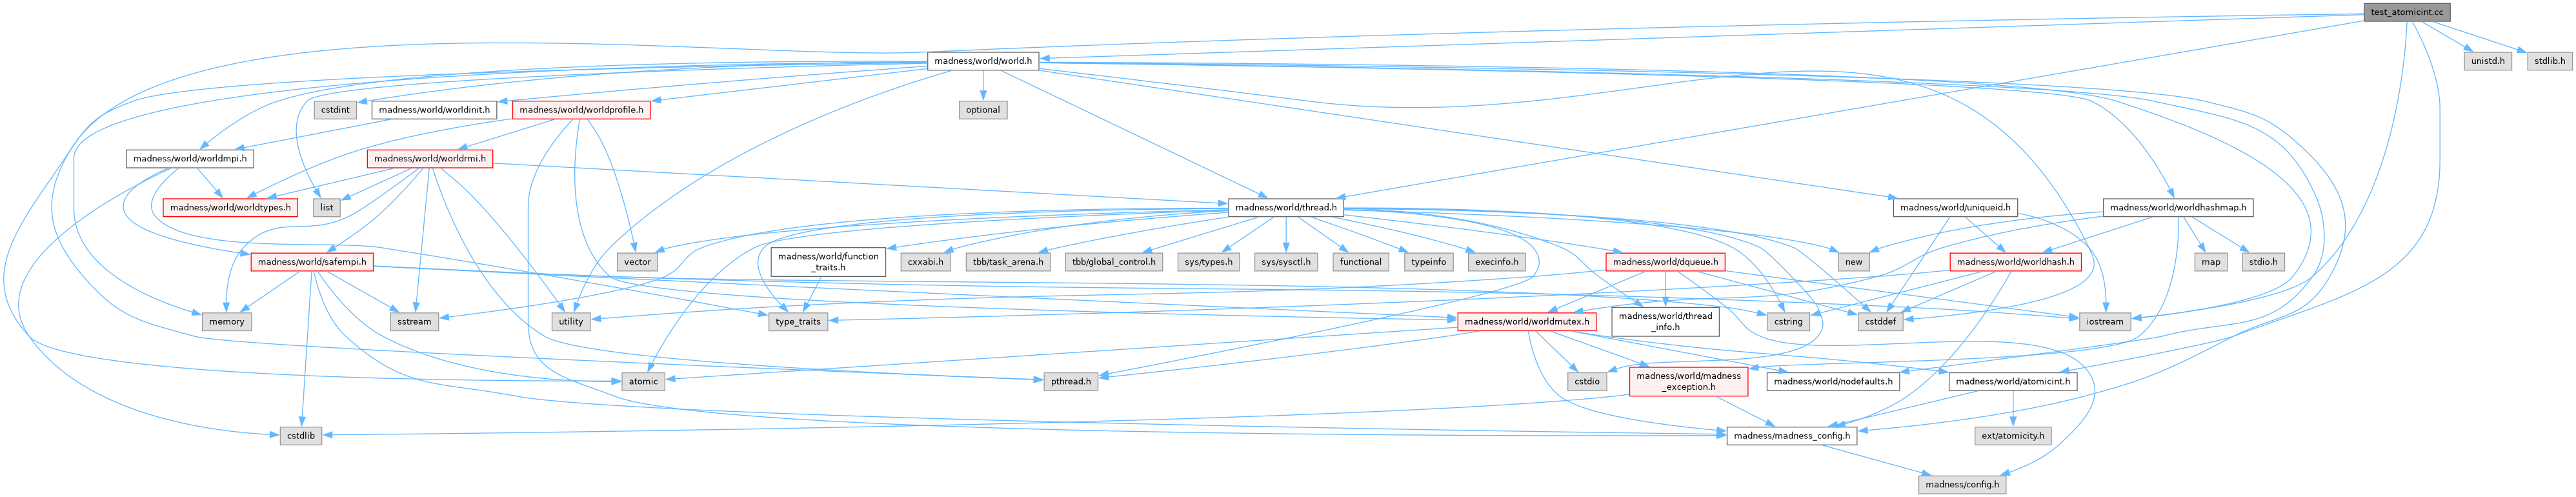 test_atomicint.cc
madness/world/world.h
unistd.h
stdlib.h
cstdint
madness/world/worldinit.h
madness/world/worldprofile.h
optional
madness/world/worldmpi.h
madness/world/worldrmi.h
madness/world/worldtypes.h
list
madness/world/thread.h
madness/world/uniqueid.h
madness/world/worldhashmap.h
madness/world/safempi.h
vector
madness/world/function
_traits.h
cxxabi.h
tbb/task_arena.h
tbb/global_control.h
sys/types.h
sys/sysctl.h
functional
typeinfo
execinfo.h
madness/world/dqueue.h
new
madness/world/worldhash.h
map
stdio.h
memory
sstream
utility
type_traits
madness/world/worldmutex.h
madness/world/thread
_info.h
cstring
cstddef
iostream
atomic
pthread.h
cstdio
madness/world/madness
_exception.h
madness/world/nodefaults.h
madness/world/atomicint.h
cstdlib
madness/madness_config.h
ext/atomicity.h
madness/config.h